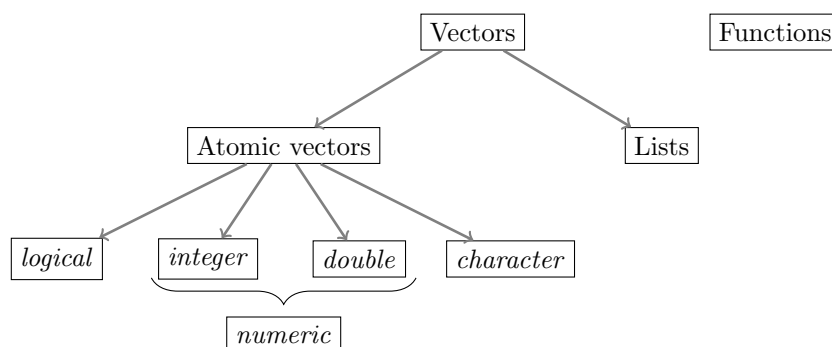 Vectors
Functions
Atomic vectors
Lists
logical
integer
double
character
numeric